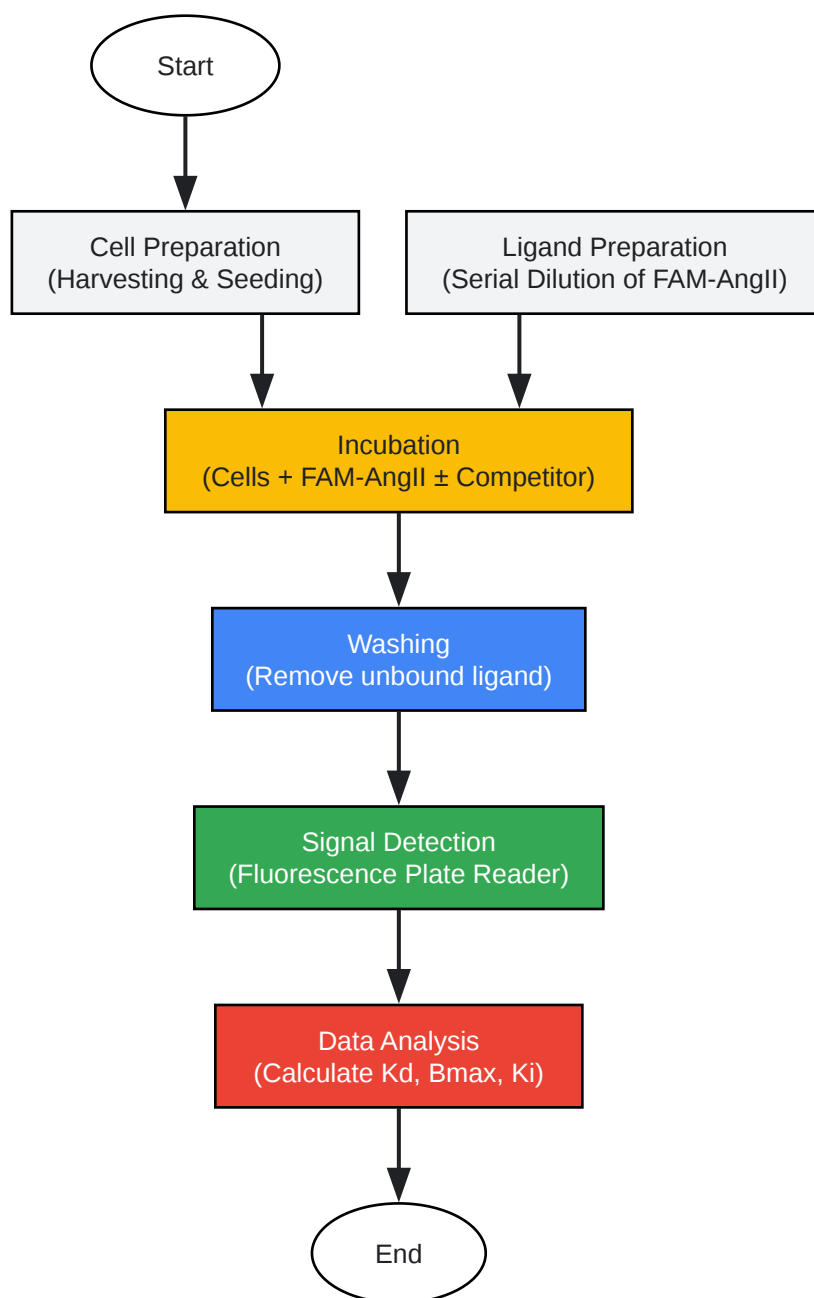 Start
Cell Preparation
(Harvesting & Seeding)
Ligand Preparation
(Serial Dilution of FAM-AngII)
Incubation
(Cells + FAM-AngII ± Competitor)
Washing
(Remove unbound ligand)
Signal Detection
(Fluorescence Plate Reader)
Data Analysis
(Calculate Kd, Bmax, Ki)
End